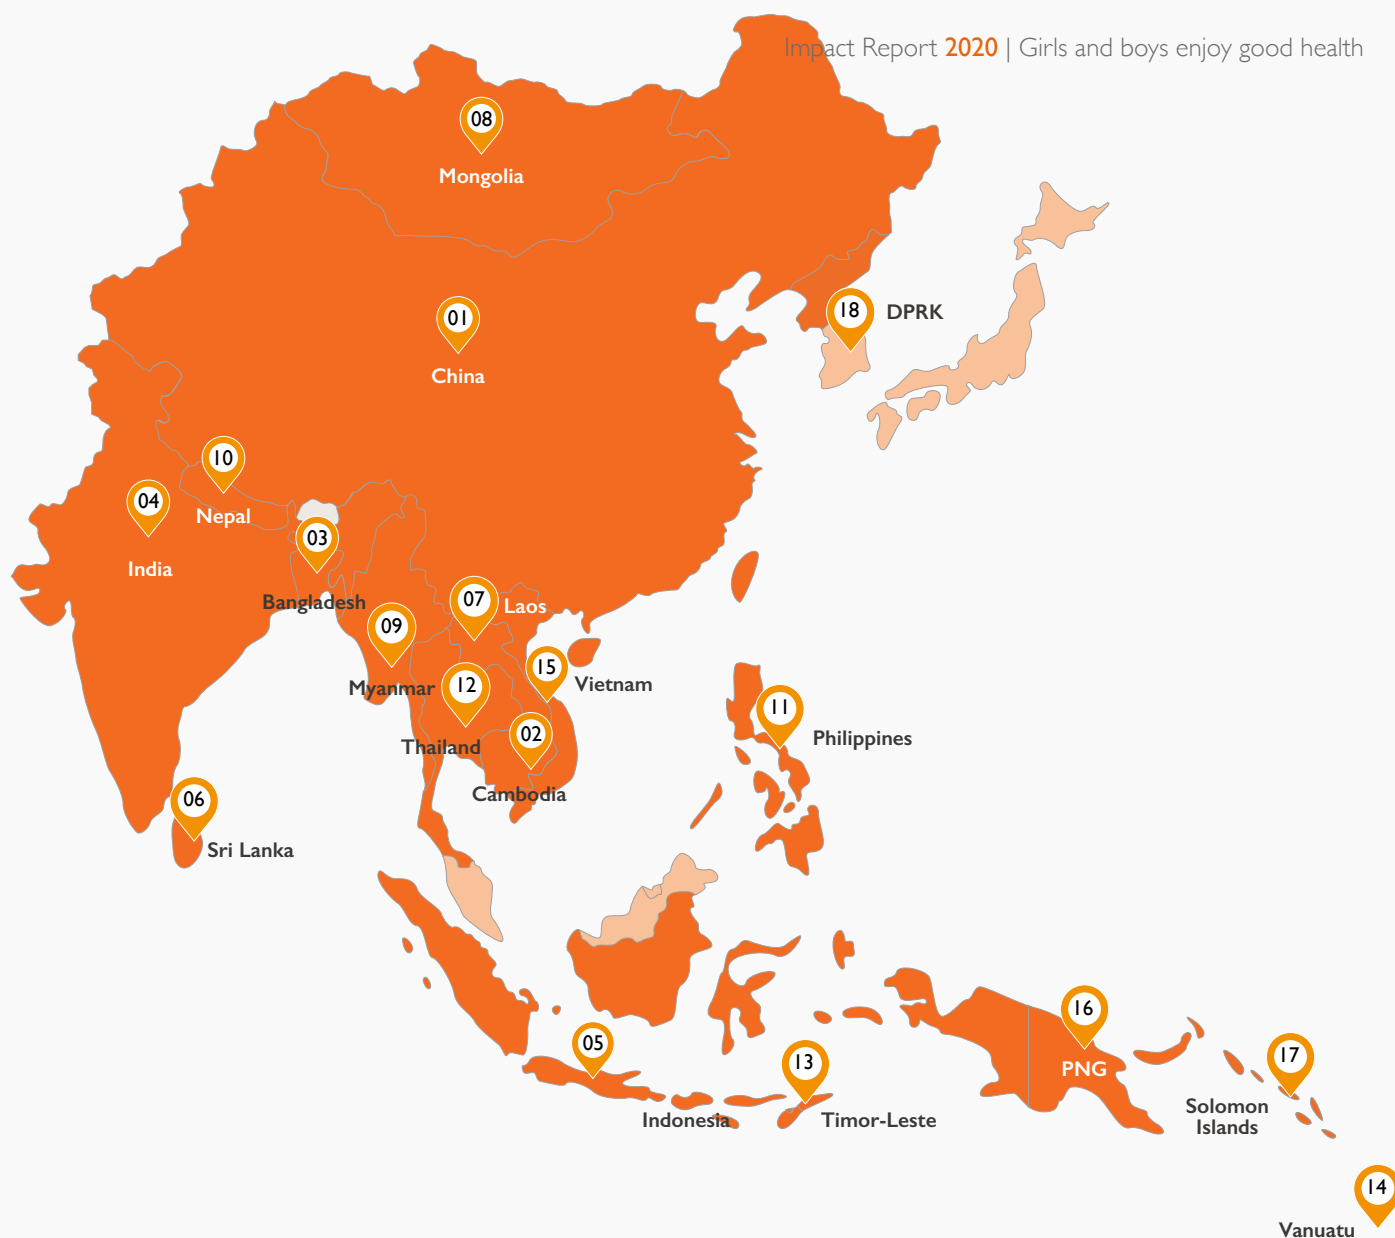 Impact Report 2020 | Girls and boys enjoy good health
08
Mongolia
01
China
18
DPRK
10
Nepal
04
India
03
Bangladesh
07
Laos
09
Myanmar
15
Vietnam
12
Thailand
02
Cambodia
11
Philippines
06
Sri Lanka
05
Indonesia
13
Timor-Leste
16
PNG
17
Solomon
Islands
14
Vanuatu